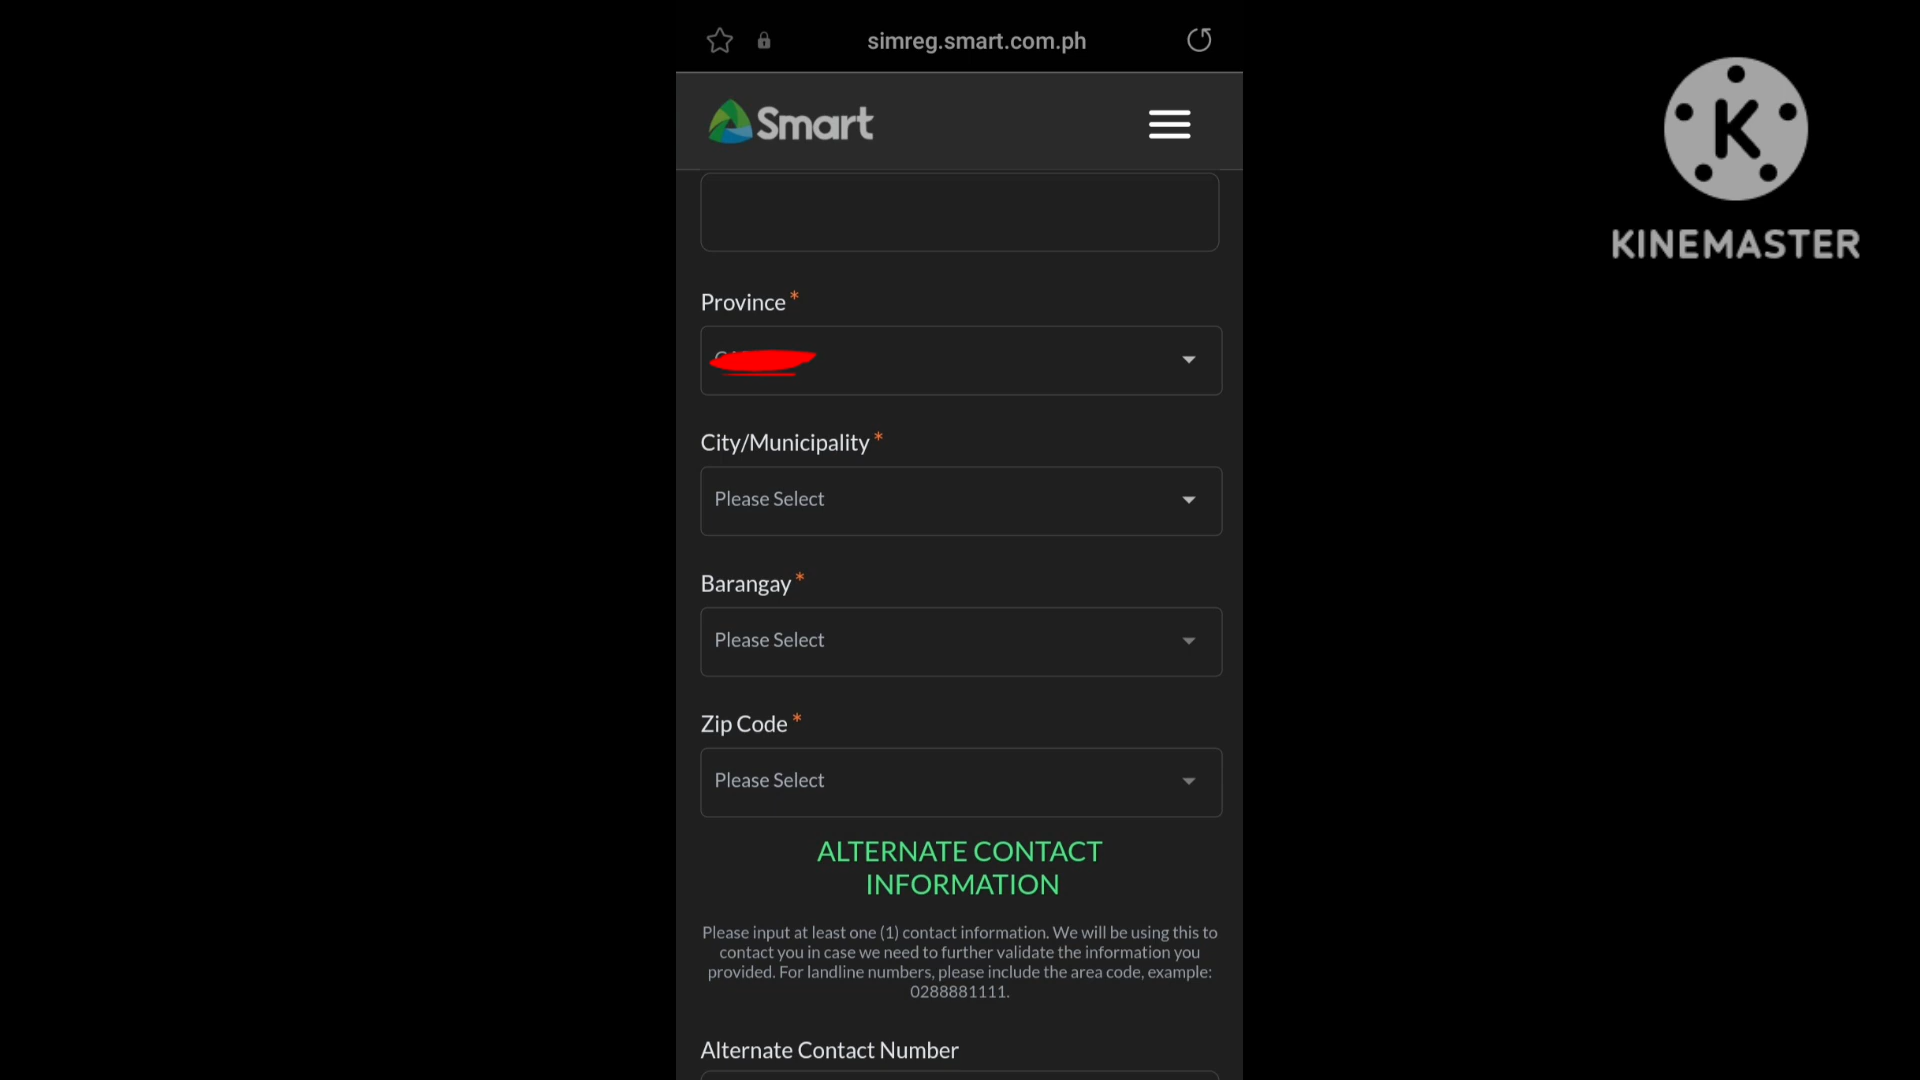 simreg.smart.com.ph
Smart
K
KINEMASTER
Province *
City/Municipality *
Please Select
Barangay *
Please Select
Zip Code *
Please Select
ALTERNATE CONTACT
INFORMATION
Please input at least one (1) contact information. We will be using this to
contact you in case we need to further validate the information you
provided. For landline numbers, please include the area code, example:
0288881111.
Alternate Contact Number